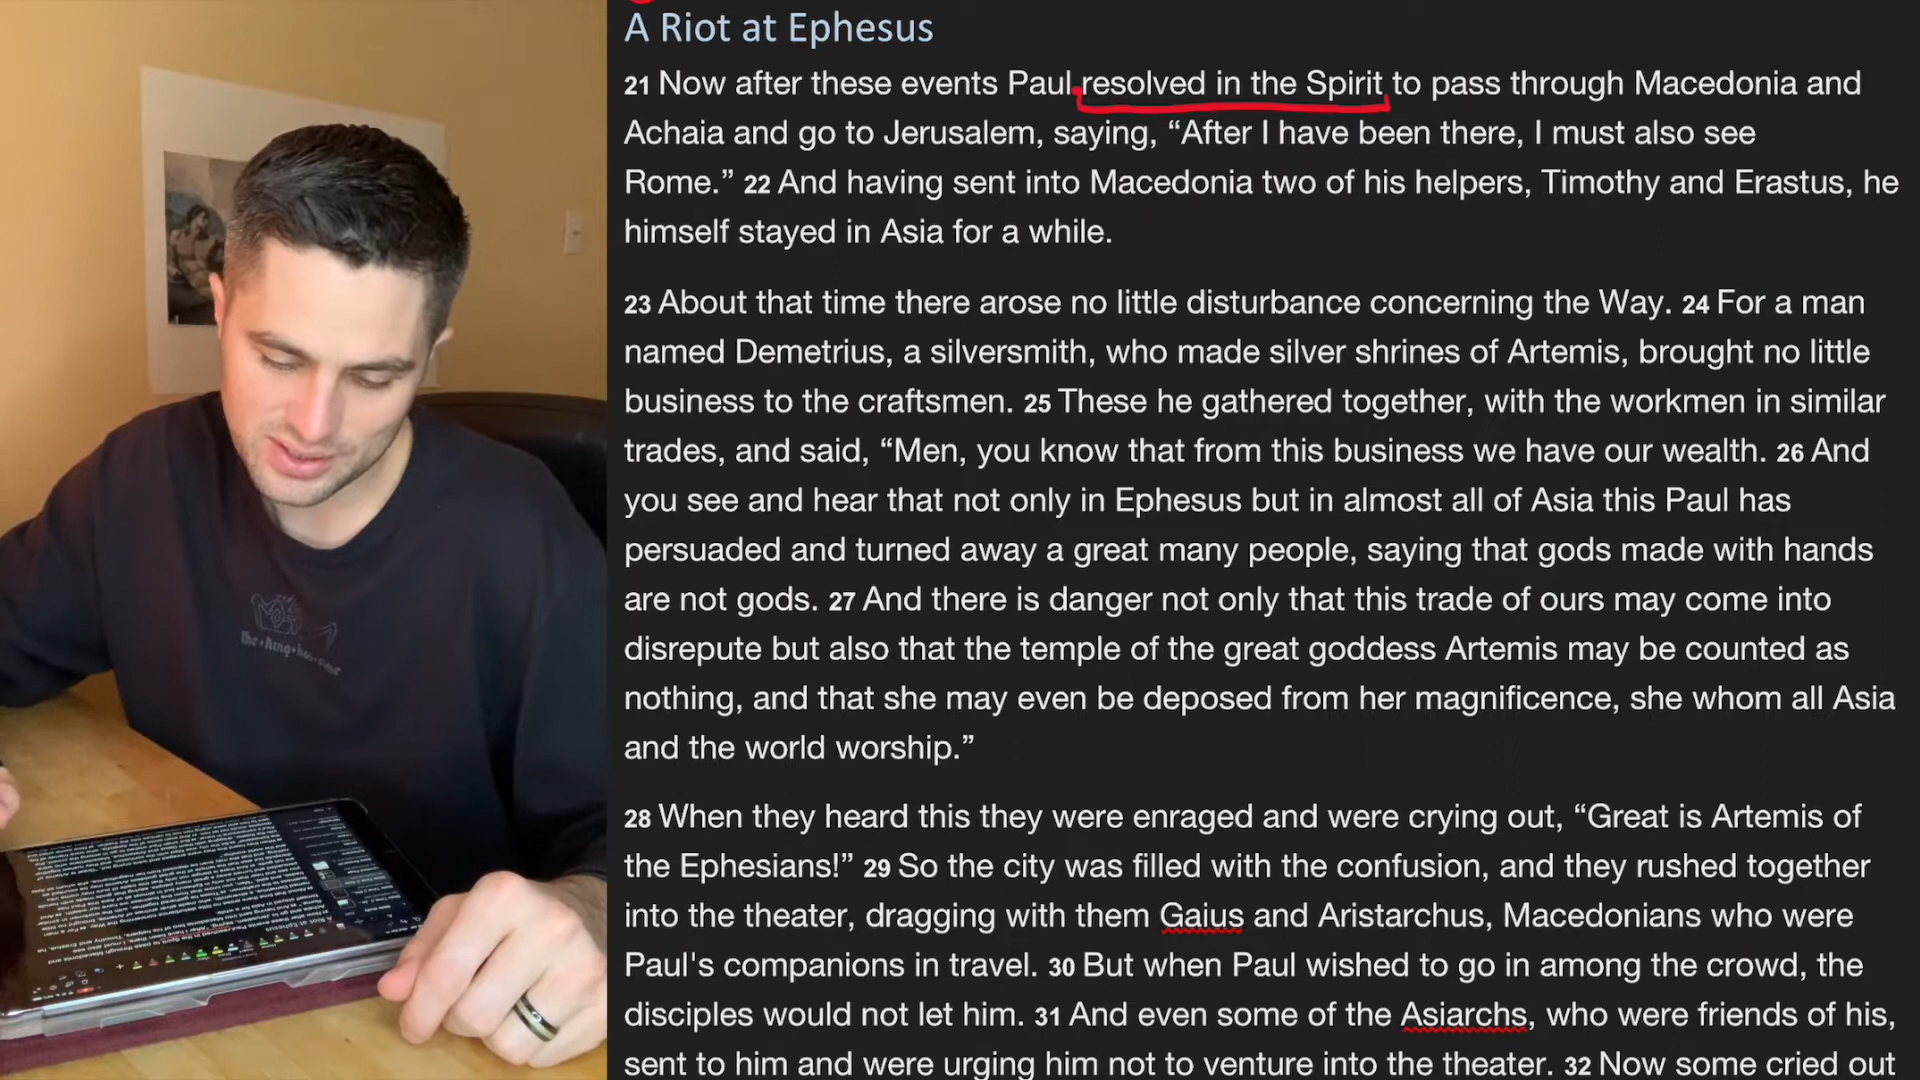 A Riot at Ephesus
21 Now after these events Paul resolved in the Spirit to pass through Macedonia and
Achaia and go to Jerusalem, saying, “After I have been there, I must also see
Rome.” 22 And having sent into Macedonia two of his helpers, Timothy and Erastus, he
himself stayed in Asia for a while.
23 About that time there arose no little disturbance concerning the Way. 24 For a man
named Demetrius, a silversmith, who made silver shrines of Artemis, brought no little
business to the craftsmen. 25 These he gathered together, with the workmen in similar
trades, and said, “Men, you know that from this business we have our wealth. 26 And
you see and hear that not only in Ephesus but in almost all of Asia this Paul has
persuaded and turned away a great many people, saying that gods made with hands
are not gods. 27 And there is danger not only that this trade of ours may come into
disrepute but also that the temple of the great goddess Artemis may be counted as
nothing, and that she may even be deposed from her magnificence, she whom all Asia
and the world worship.”
28 When they heard this they were enraged and were crying out, “Great is Artemis of
the Ephesians!” 29 So the city was filled with the confusion, and they rushed together
into the theater, dragging with them Gaius and Aristarchus, Macedonians who were
Paul's companions in travel. 30 But when Paul wished to go in among the crowd, the
disciples would not let him. 31 And even some of the Asiarchs, who were friends of his,
sent to him and were urging him not to venture into the theater. 32 Now some cried out